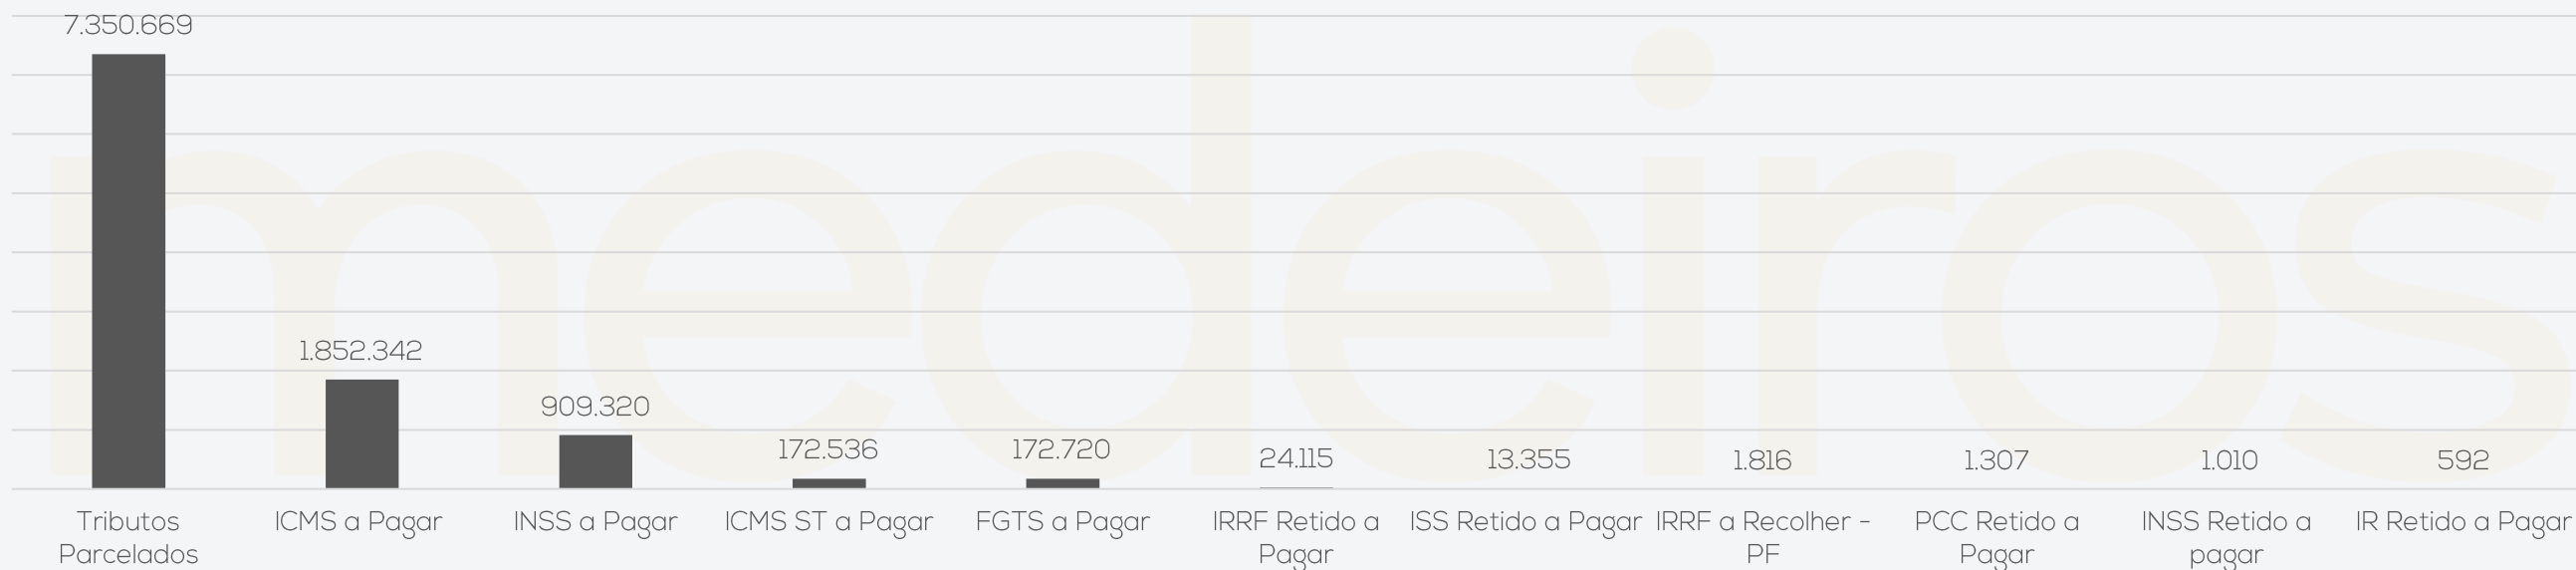 7.350.669
1.852.342
909.320
172.536
172.720
24.115
13.355
1.816
1.307
1.010
592
Tributos
Parcelados
ICMS a Pagar
INSS a Pagar
ICMS ST a Pagar
FGTS a Pagar
IRRF Retido a
Pagar
ISS Retido a Pagar
IRRF a Recolher -
PF
PCC Retido a
Pagar
INSS Retido a
pagar
IR Retido a Pagar
medeiros